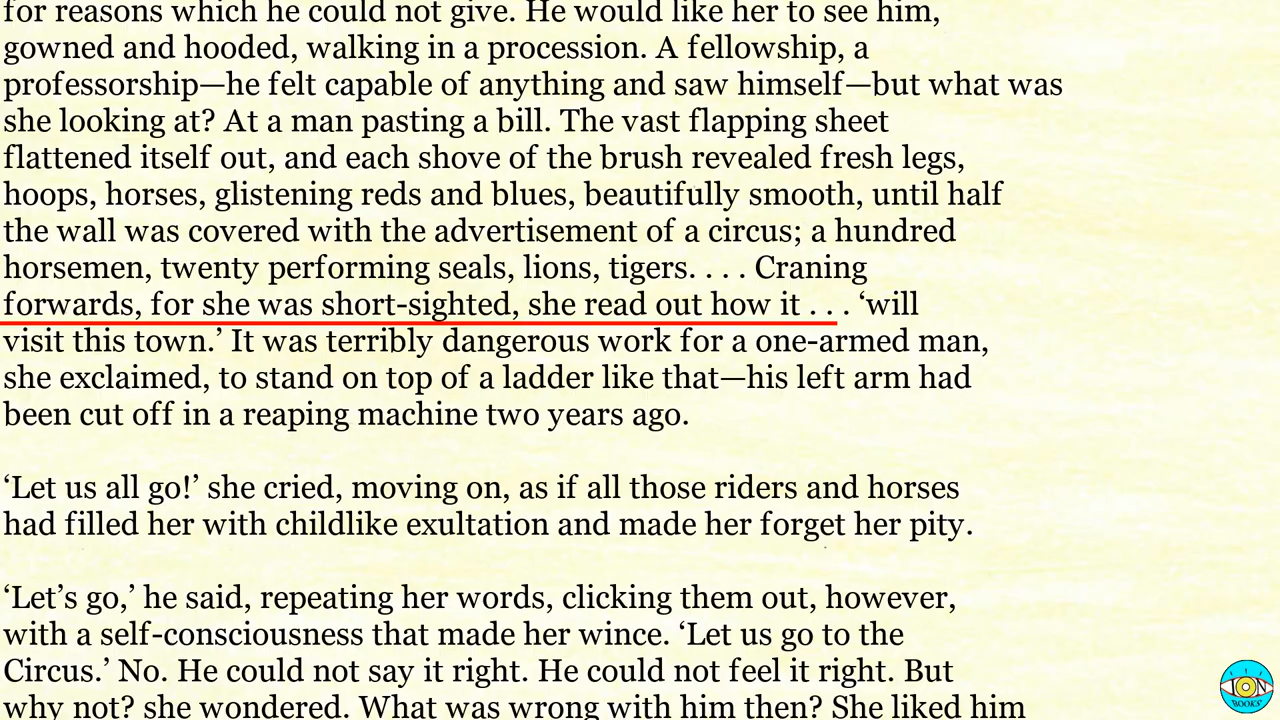 for reasons which he could not give. He would like her to see him,
gowned and hooded, walking in a procession. A fellowship, a
professorship—he felt capable of anything and saw himself—but what was
she looking at? At a man pasting a bill. The vast flapping sheet
flattened itself out, and each shove of the brush revealed fresh legs,
hoops, horses, glistening reds and blues, beautifully smooth, until half
the wall was covered with the advertisement of a circus; a hundred
horsemen, twenty performing seals, lions, tigers. . . . Craning
forwards, for she was short-sighted, she read out how it . . . ‘will
visit this town.’ It was terribly dangerous work for a one-armed man,
she exclaimed, to stand on top of a ladder like that—his left arm had
been cut off in a reaping machine two years ago.
‘Let us all go!’ she cried, moving on, as if all those riders and horses
had filled her with childlike exultation and made her forget her pity.
‘Let’s go,’ he said, repeating her words, clicking them out, however,
with a self-consciousness that made her wince. ‘Let us go to the
Circus.’ No. He could not say it right. He could not feel it right. But
why not? she wondered. What was wrong with him then? She liked him
ION
BOOKS